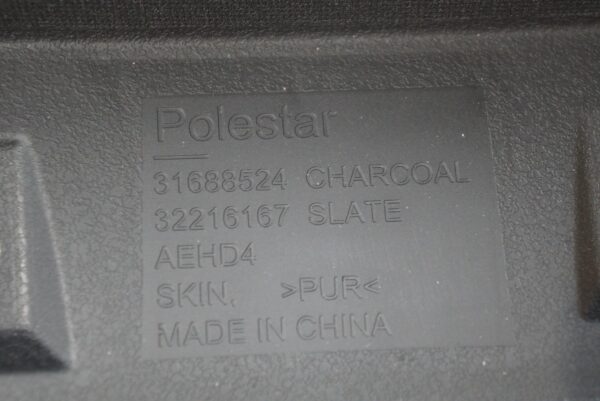 Polestar
31688524 CHARCOAL
32216167 SLATE
AEHD4
SKIN. >PUR<
MADE IN CHINA